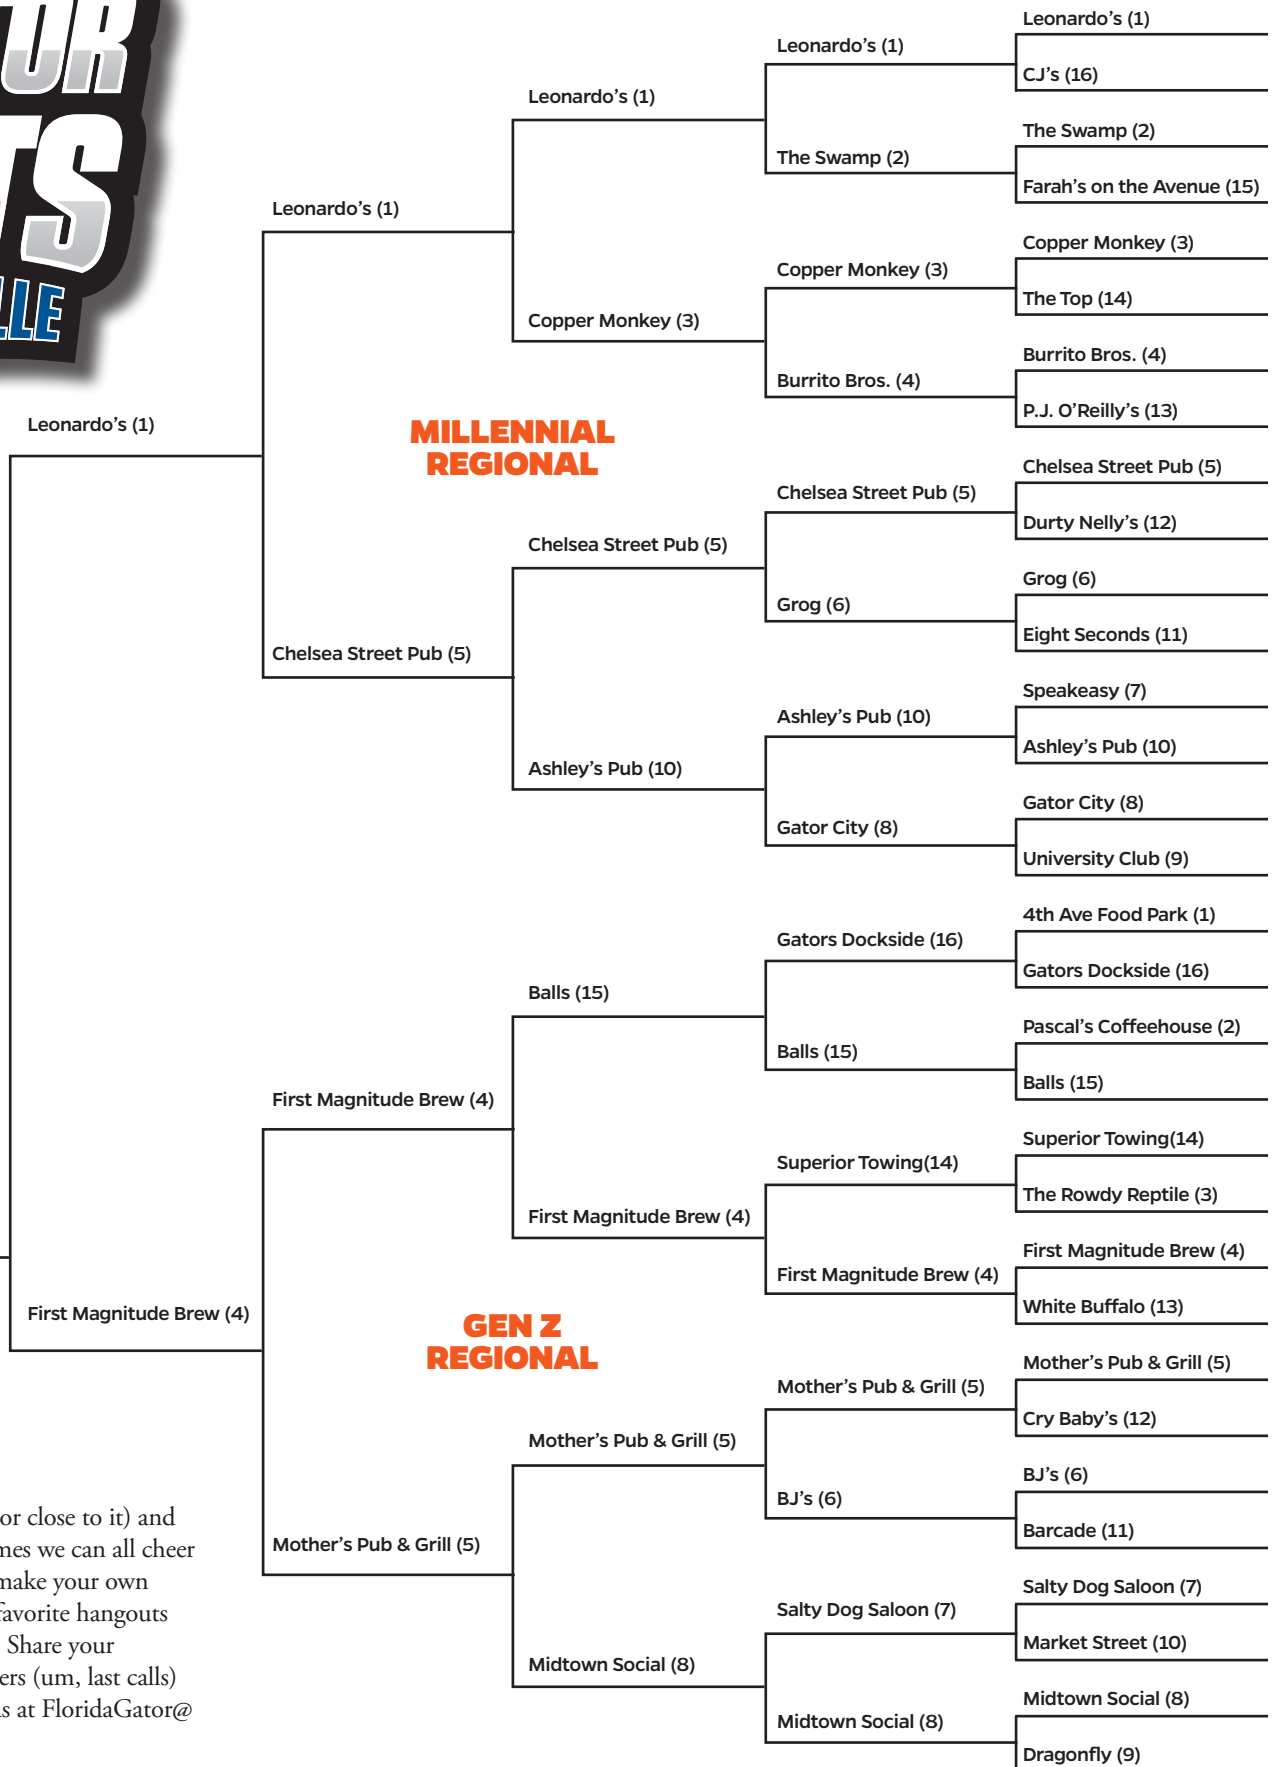 TS
Leonardo's (1)
CJ's (16)
The Swamp (2)
Farah's on the Avenue (15)
Copper Monkey (3)
The Top (14)
Burrito Bros. (4)
P.J. O'Reilly's (13)
Chelsea Street Pub (5)
Durty Nelly's (12)
Grog (6)
Eight Seconds (11)
Speakeasy (7)
Ashley's Pub (10)
Gator City (8)
University Club (9)
4th Ave Food Park (1)
Gators Dockside (16)
Pascal's Coffeehouse (2)
Balls (15)
Superior Towing(14)
The Rowdy Reptile (3)
First Magnitude Brew (4)
White Buffalo (13)
Mother's Pub & Grill (5)
Cry Baby's (12)
BJ's (6)
Barcade (11)
Salty Dog Saloon (7)
Market Street (10)
Midtown Social (8)
Dragonfly (9)
Leonardo's (1)
The Swamp (2)
Copper Monkey (3)
Burrito Bros. (4)
Chelsea Street Pub (5)
Grog (6)
Ashley's Pub (10)
Gator City (8)
Gators Dockside (16)
Balls (15)
Superior Towing(14)
First Magnitude Brew (4)
Mother's Pub & Grill (5)
BJ's (6)
Salty Dog Saloon (7)
Midtown Social (8)
Leonardo's (1)
Copper Monkey (3)
Chelsea Street Pub (5)
Ashley's Pub (10)
Balls (15)
First Magnitude Brew (4)
Mother's Pub & Grill (5)
Midtown Social (8)
MILLENNIAL
REGIONAL
GEN Z
REGIONAL
Leonardo's (1)
Chelsea Street Pub (5)
First Magnitude Brew (4)
Mother's Pub & Grill (5)
Leonardo's (1)
First Magnitude Brew (4)
or close to it) and
we can all cheer
make your own
favorite hangouts
Share your
(um, last calls)
at FloridaGator@